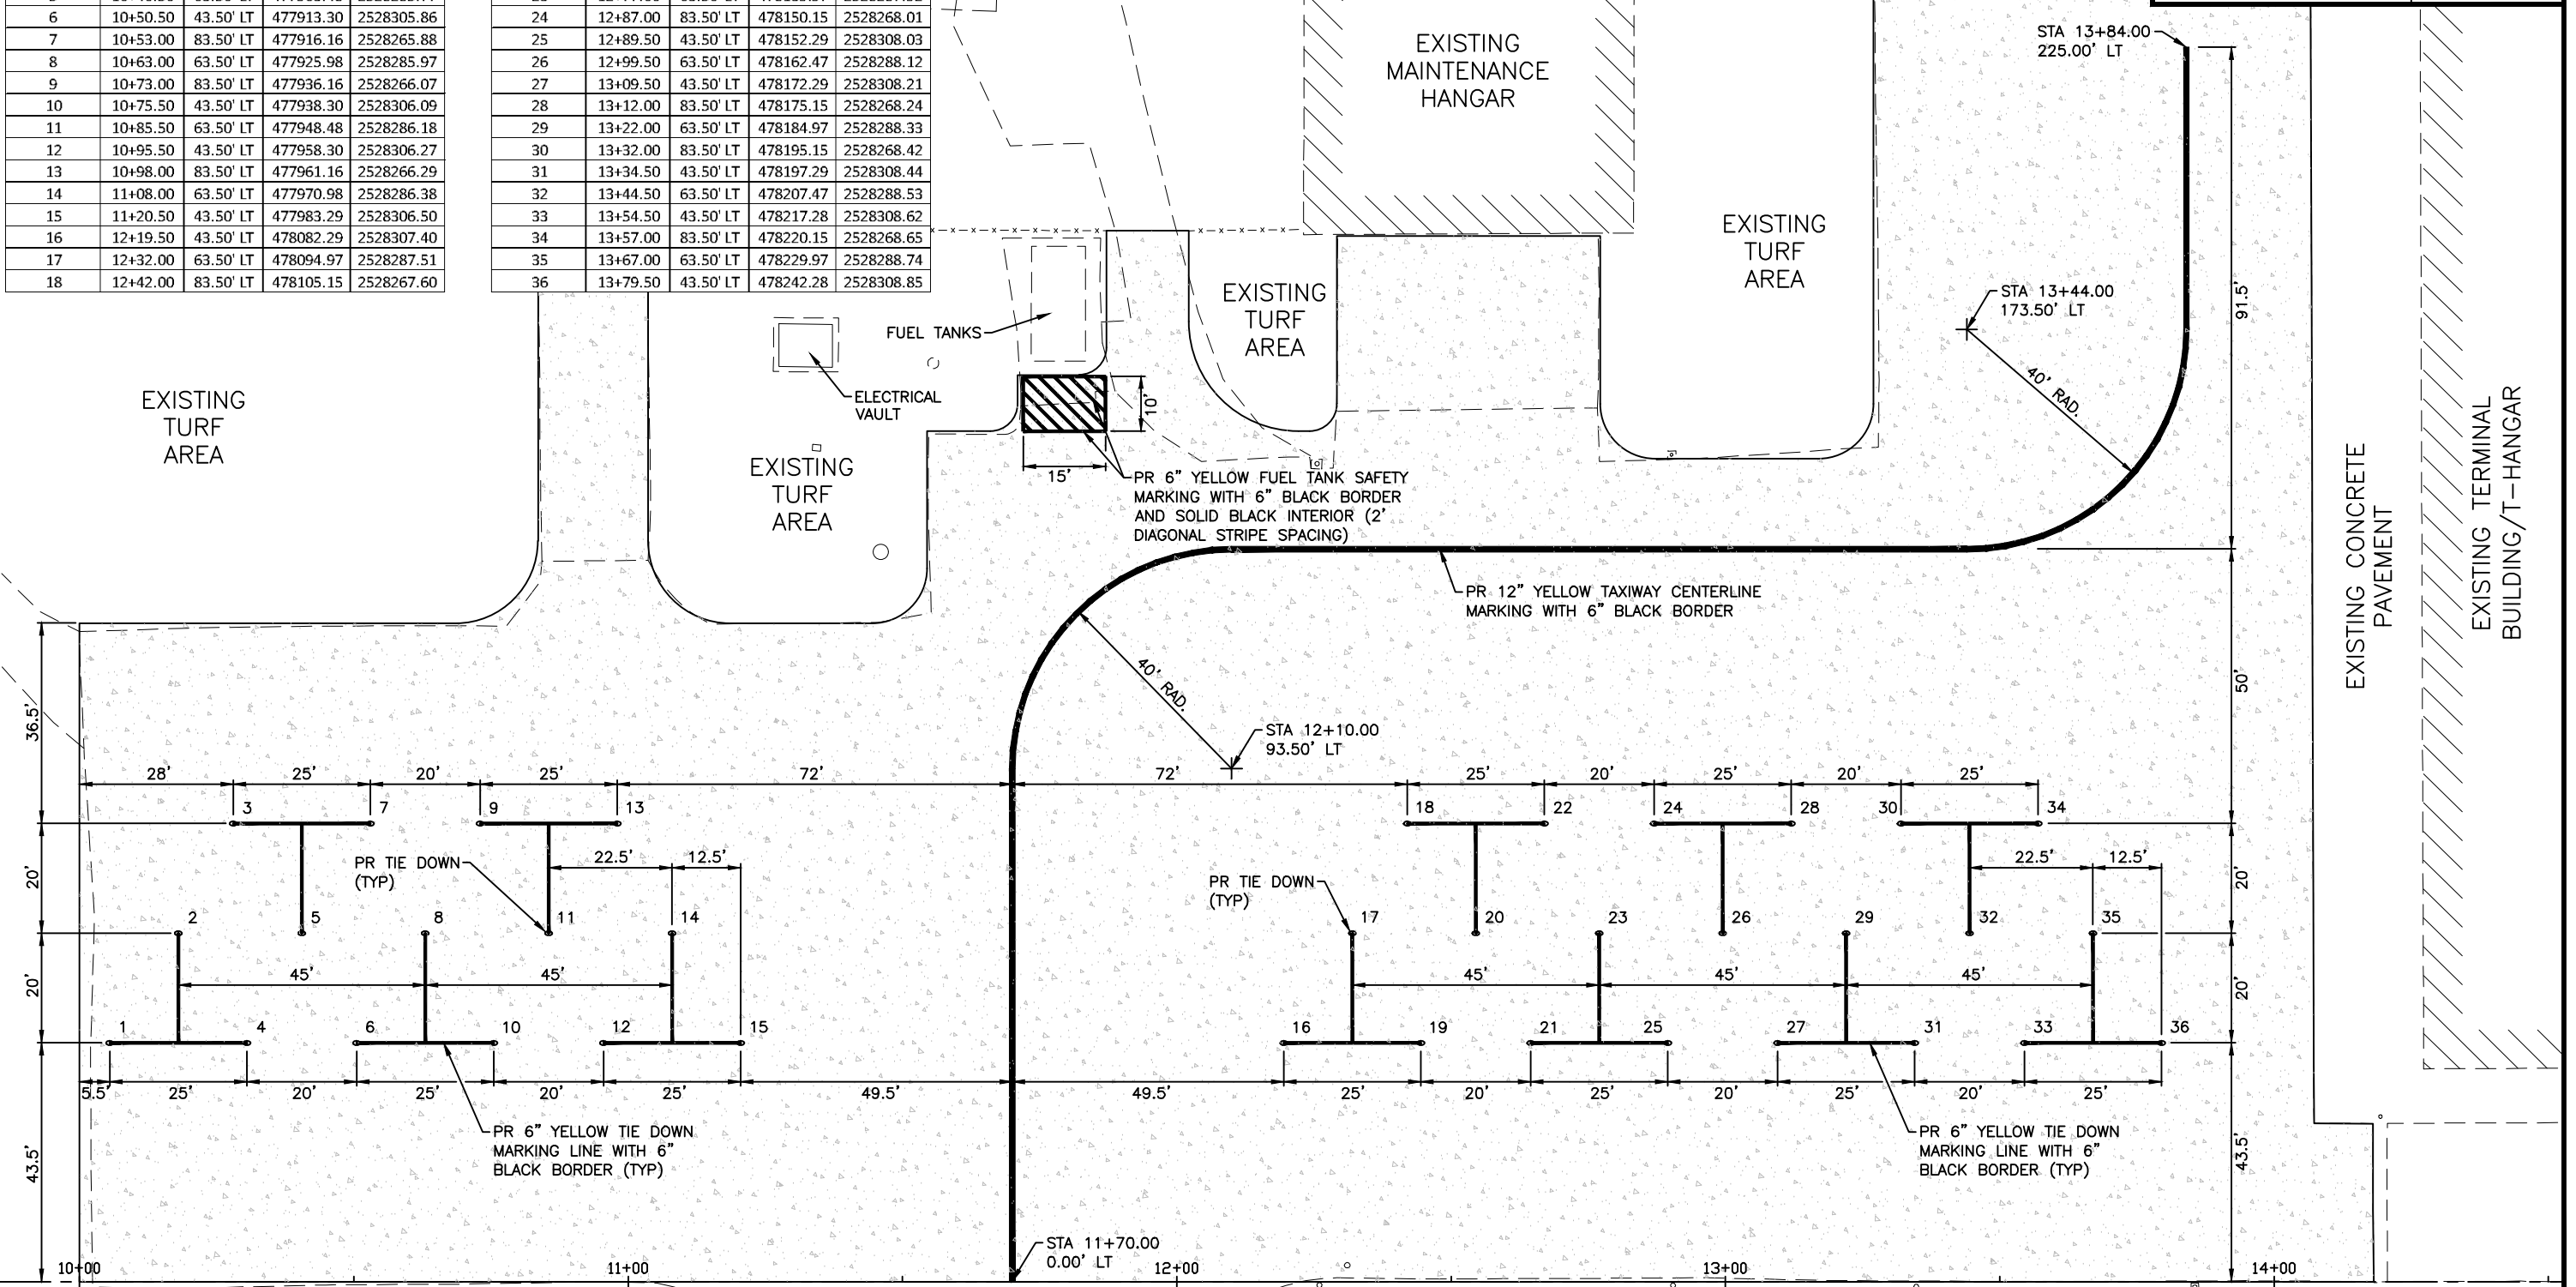 6 10+50.50 43.50' LT 477913.30 2528305.86
7 10+53.00 83.50' LT 477916.16 2528265.88
8 10+63.00 63.50' LT 477925.98 2528285.97
9 10+73.00 83.50' LT 477936.16 2528266.07
10 10+75.50 43.50' LT 477938.30 2528306.09
11 10+85.50 63.50' LT 477948.48 2528286.18
12 10+95.50 43.50' LT 477958.30 2528306.27
13 10+98.00 83.50' LT 477961.16 2528266.29
14 11+08.00 63.50' LT 477970.98 2528286.38
15 11+20.50 43.50' LT 477983.29 2528306.50
16 12+19.50 43.50' LT 478082.29 2528307.40
17 12+32.00 63.50' LT 478094.97 2528287.51
18 12+42.00 83.50' LT 478105.15 2528267.60
24 12+87.00 83.50' LT 478150.15 2528268.01
25 12+89.50 43.50' LT 478152.29 2528308.03
26 12+99.50 63.50' LT 478162.47 2528288.12
27 13+09.50 43.50' LT 478172.29 2528308.21
28 13+12.00 83.50' LT 478175.15 2528268.24
29 13+22.00 63.50' LT 478184.97 2528288.33
30 13+32.00 83.50' LT 478195.15 2528268.42
31 13+34.50 43.50' LT 478197.29 2528308.44
32 13+44.50 63.50' LT 478207.47 2528288.53
33 13+54.50 43.50' LT 478217.28 2528308.62
34 13+57.00 83.50' LT 478220.15 2528268.65
35 13+67.00 63.50' LT 478229.97 2528288.74
36 13+79.50 43.50' LT 478242.28 2528308.85
EXISTING
MAINTENANCE
HANGAR
STA 13+84.00
225.00' LT
EXISTING
TURF
AREA
EXISTING
TURF
AREA
STA 13+44.00
173.50' LT
91.5'
FUEL TANKS
ELECTRICAL
VAULT
EXISTING
TURF
AREA
EXISTING
TURF
AREA
40' RAD.
10'
15'
PR 6" YELLOW FUEL TANK SAFETY
MARKING WITH 6" BLACK BORDER
AND SOLID BLACK INTERIOR (2'
DIAGONAL STRIPE SPACING)
EXISTING CONCRETE
PAVEMENT
EXISTING TERMINAL
BUILDING/T-HANGAR
PR 12" YELLOW TAXIWAY CENTERLINE
MARKING WITH 6" BLACK BORDER
40' RAD.
50'
36.5'
STA 12+10.00
93.50' LT
28' 25' 20' 25' 72' 72' 25' 20' 25' 20' 25'
3 7 9 13 18 22 24 28 30 34
PR TIE DOWN
(TYP)
22.5' 12.5'
PR TIE DOWN
(TYP)
22.5' 12.5'
20' 20'
2 5 8 11 14 17 20 23 26 29 32 35
45' 45' 45' 45' 45'
20' 20'
1 4 6 10 12 15 16 19 21 25 27 31 33 36
5.5' 25' 20' 25' 20' 25' 49.5' 49.5' 25' 20' 25' 20' 25' 20' 25'
PR 6" YELLOW TIE DOWN
MARKING LINE WITH 6"
BLACK BORDER (TYP)
PR 6" YELLOW TIE DOWN
MARKING LINE WITH 6"
BLACK BORDER (TYP)
43.5' 43.5'
STA 11+70.00
0.00' LT
10+00 11+00 12+00 13+00 14+00